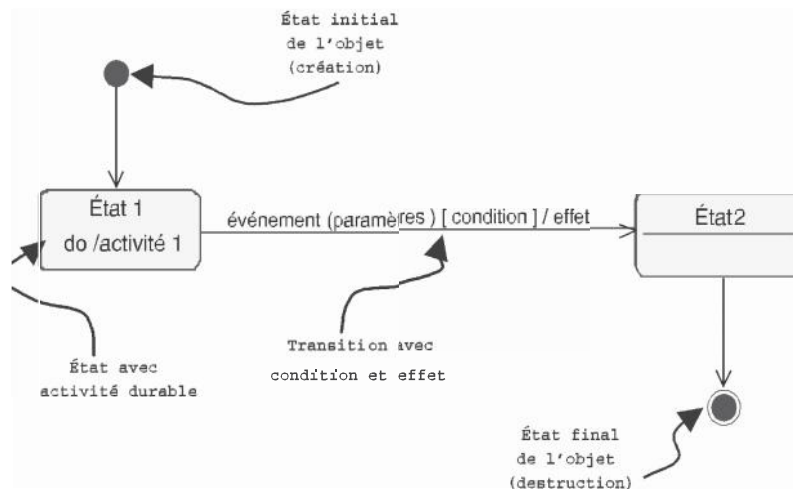 État initial
de l'objet
(création)
État 1
do /activité 1
événement (paramètres ) [ condition ] / effet
État2
État avec
activité durable
Transition avec
condition et effet
État final
de l'objet
(destruction)